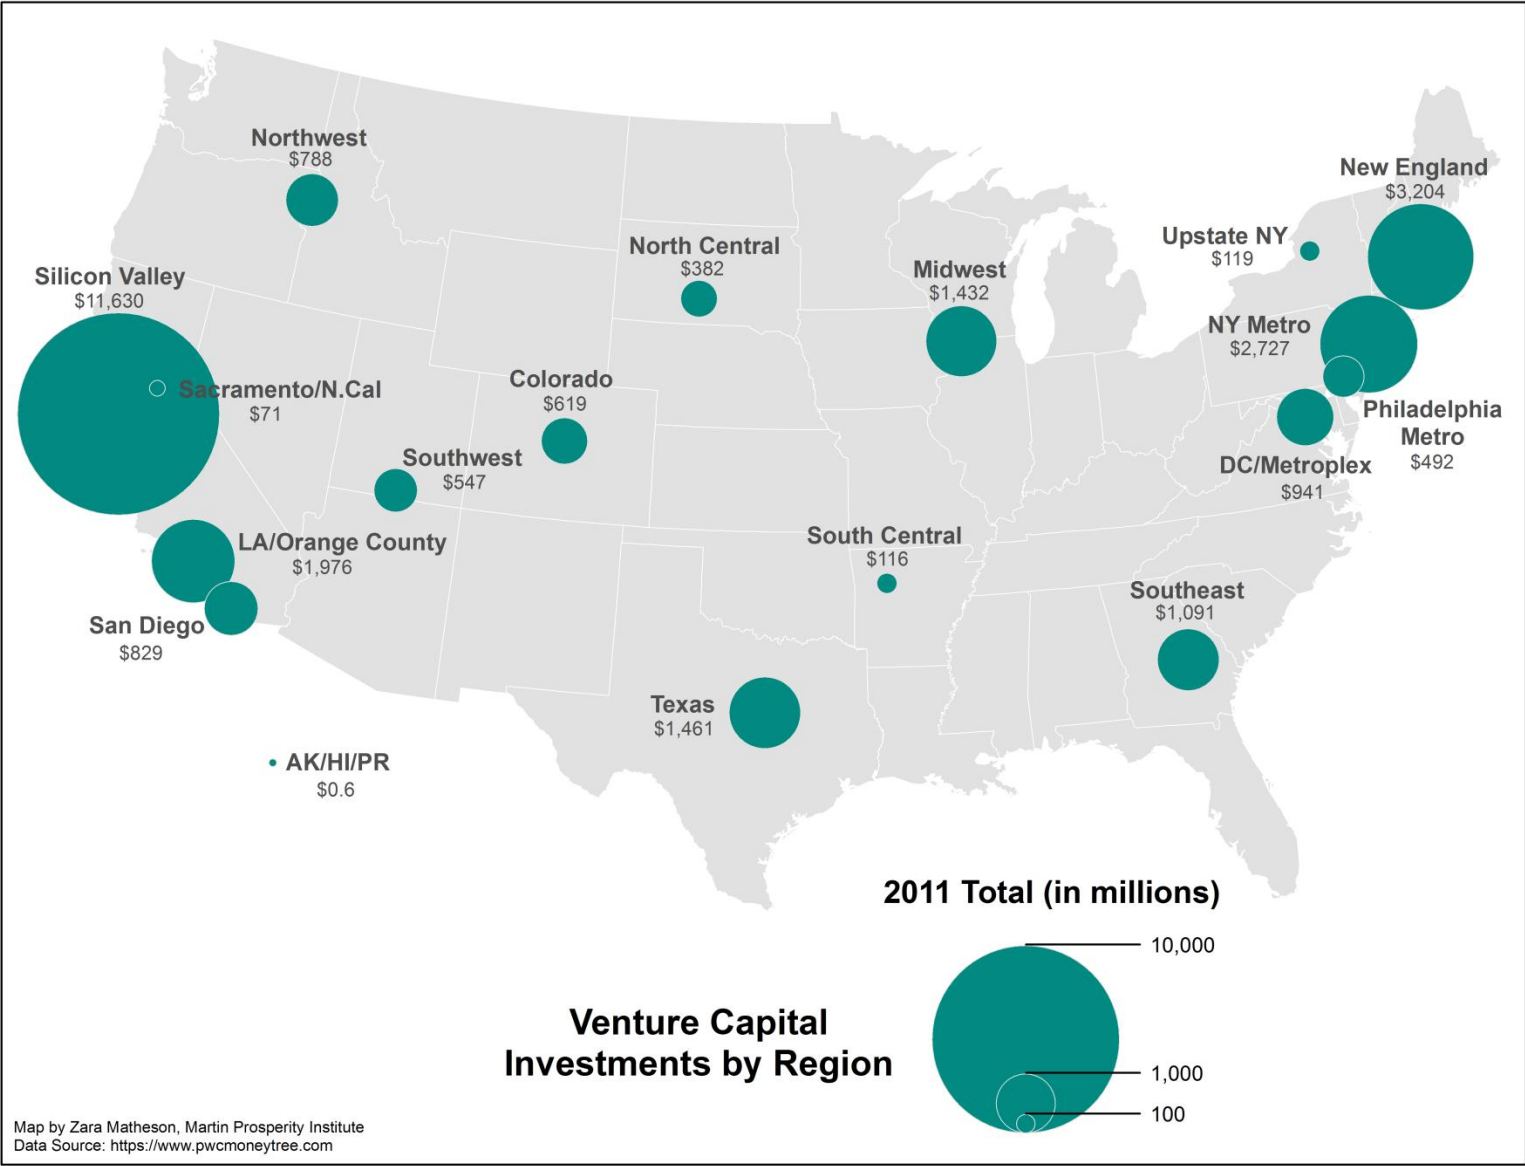 Northwest
$788
New England
$3,204
Upstate NY
$119
North Central
$382
Midwest
$1,432
Silicon Valley
$11,630
NY Metro
$2,727
Sacramento/N.Cal
$71
Colorado
$619
Philadelphia
Metro
$492
Southwest
$547
DC/Metroplex
$941
LA/Orange County
$1,976
South Central
$116
Southeast
$1,091
San Diego
$829
Texas
$1,461
AK/HI/PR
$0.6
2011 Total (in millions)
10,000
1,000
100
Venture Capital
Investments by Region
Map by Zara Matheson, Martin Prosperity Institute
Data Source: https://www.pwcmoneytree.com